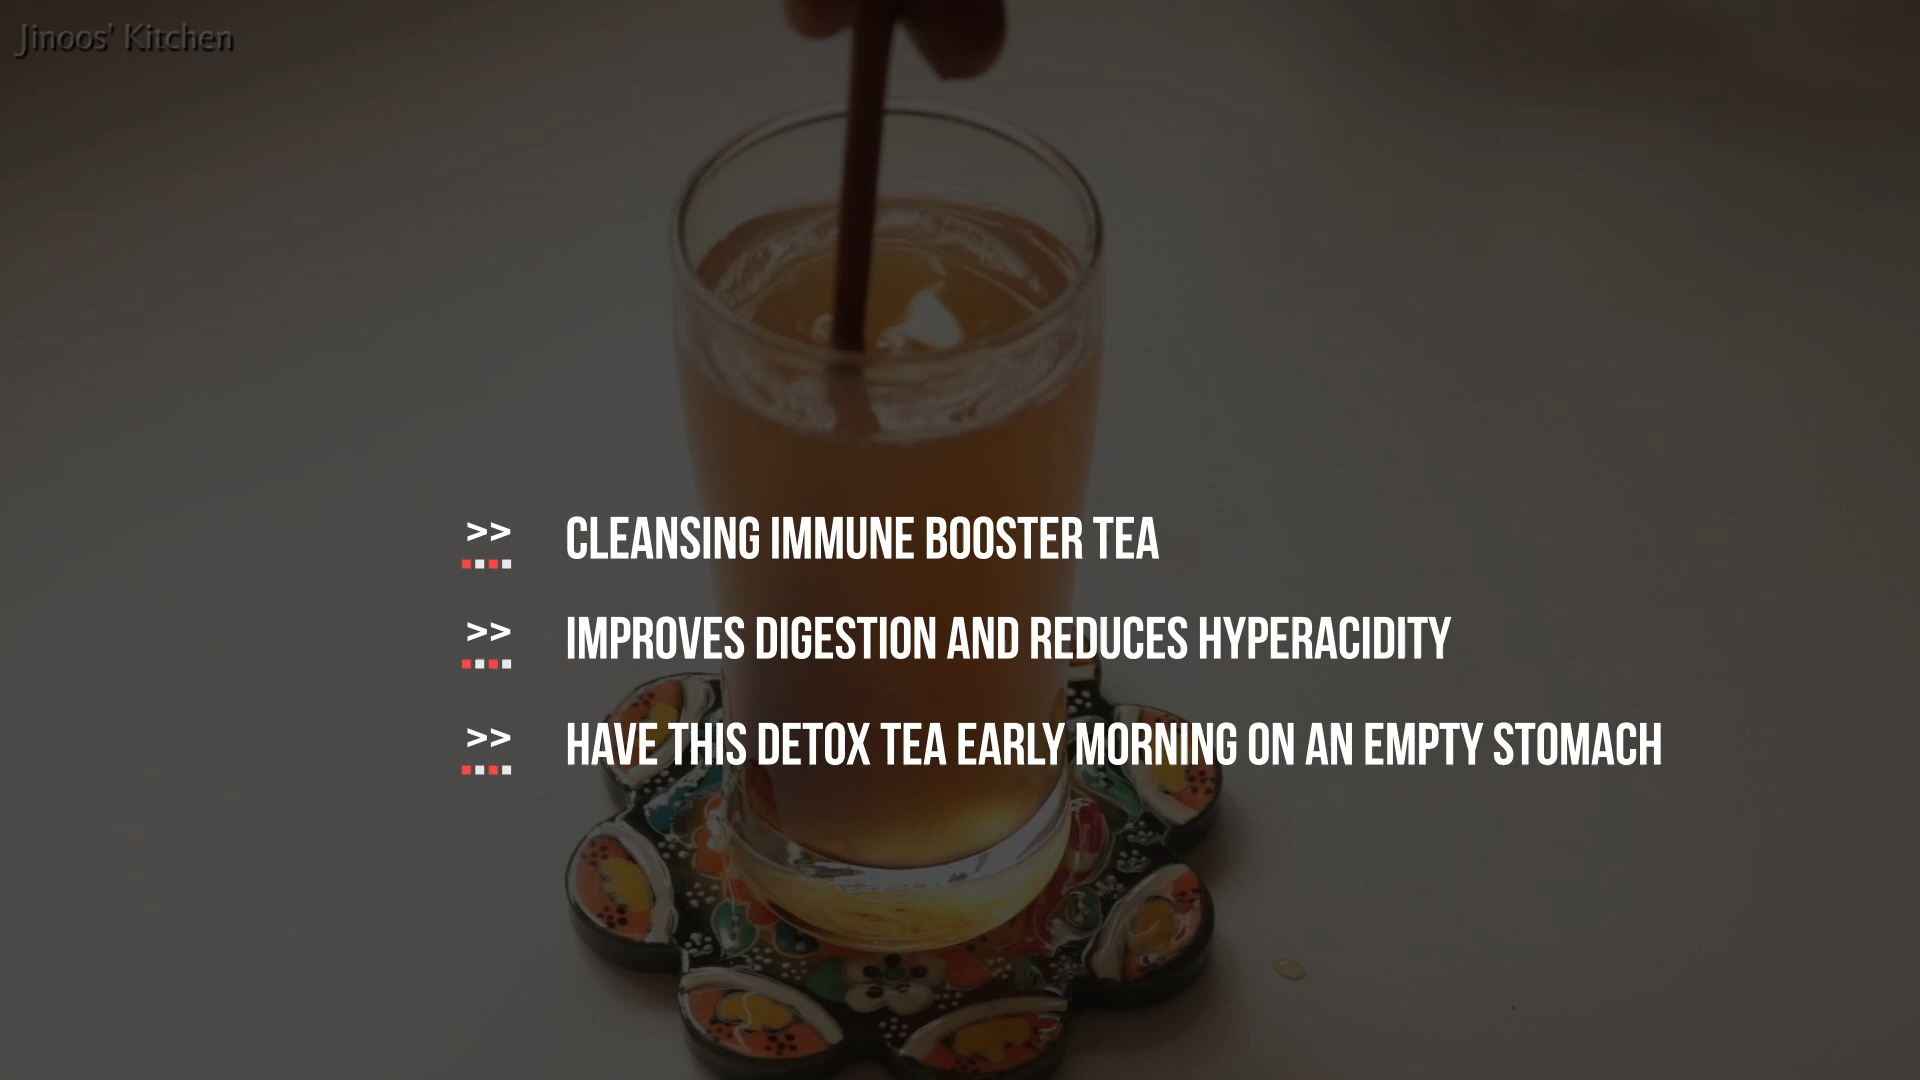 Jinoos' Kitchen
>> CLEANSING IMMUNE BOOSTER TEA
>> IMPROVES DIGESTION AND REDUCES HYPERACIDITY
>> HAVE THIS DETOX TEA EARLY MORNING ON AN EMPTY STOMACH